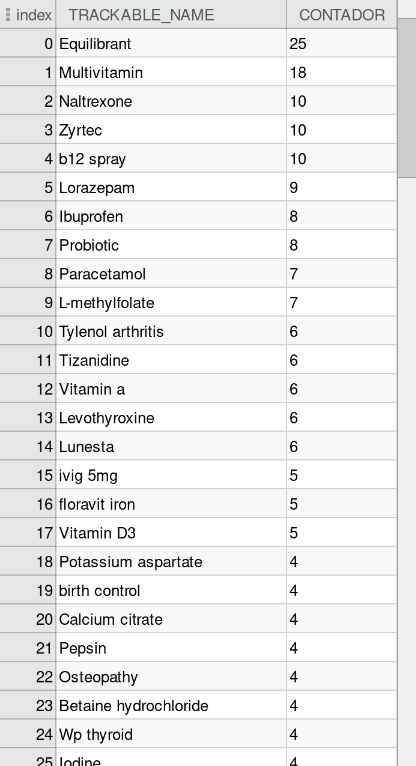 index TRACKABLE_NAME CONTADOR
0 Equilibrant 25
1 Multivitamin 18
2 Naltrexone 10
3 Zyrtec 10
4 b12 spray 10
5 Lorazepam 9
6 Ibuprofen 8
7 Probiotic 8
8 Paracetamol 7
9 L-methylfolate 7
10 Tylenol arthritis 6
11 Tizanidine 6
12 Vitamin a 6
13 Levothyroxine 6
14 Lunesta 6
15 ivig 5mg 5
16 floravit iron 5
17 Vitamin D3 5
18 Potassium aspartate 4
19 birth control 4
20 Calcium citrate 4
21 Pepsin 4
22 Osteopathy 4
23 Betaine hydrochloride 4
24 Wp thyroid 4
25 Iodine 4